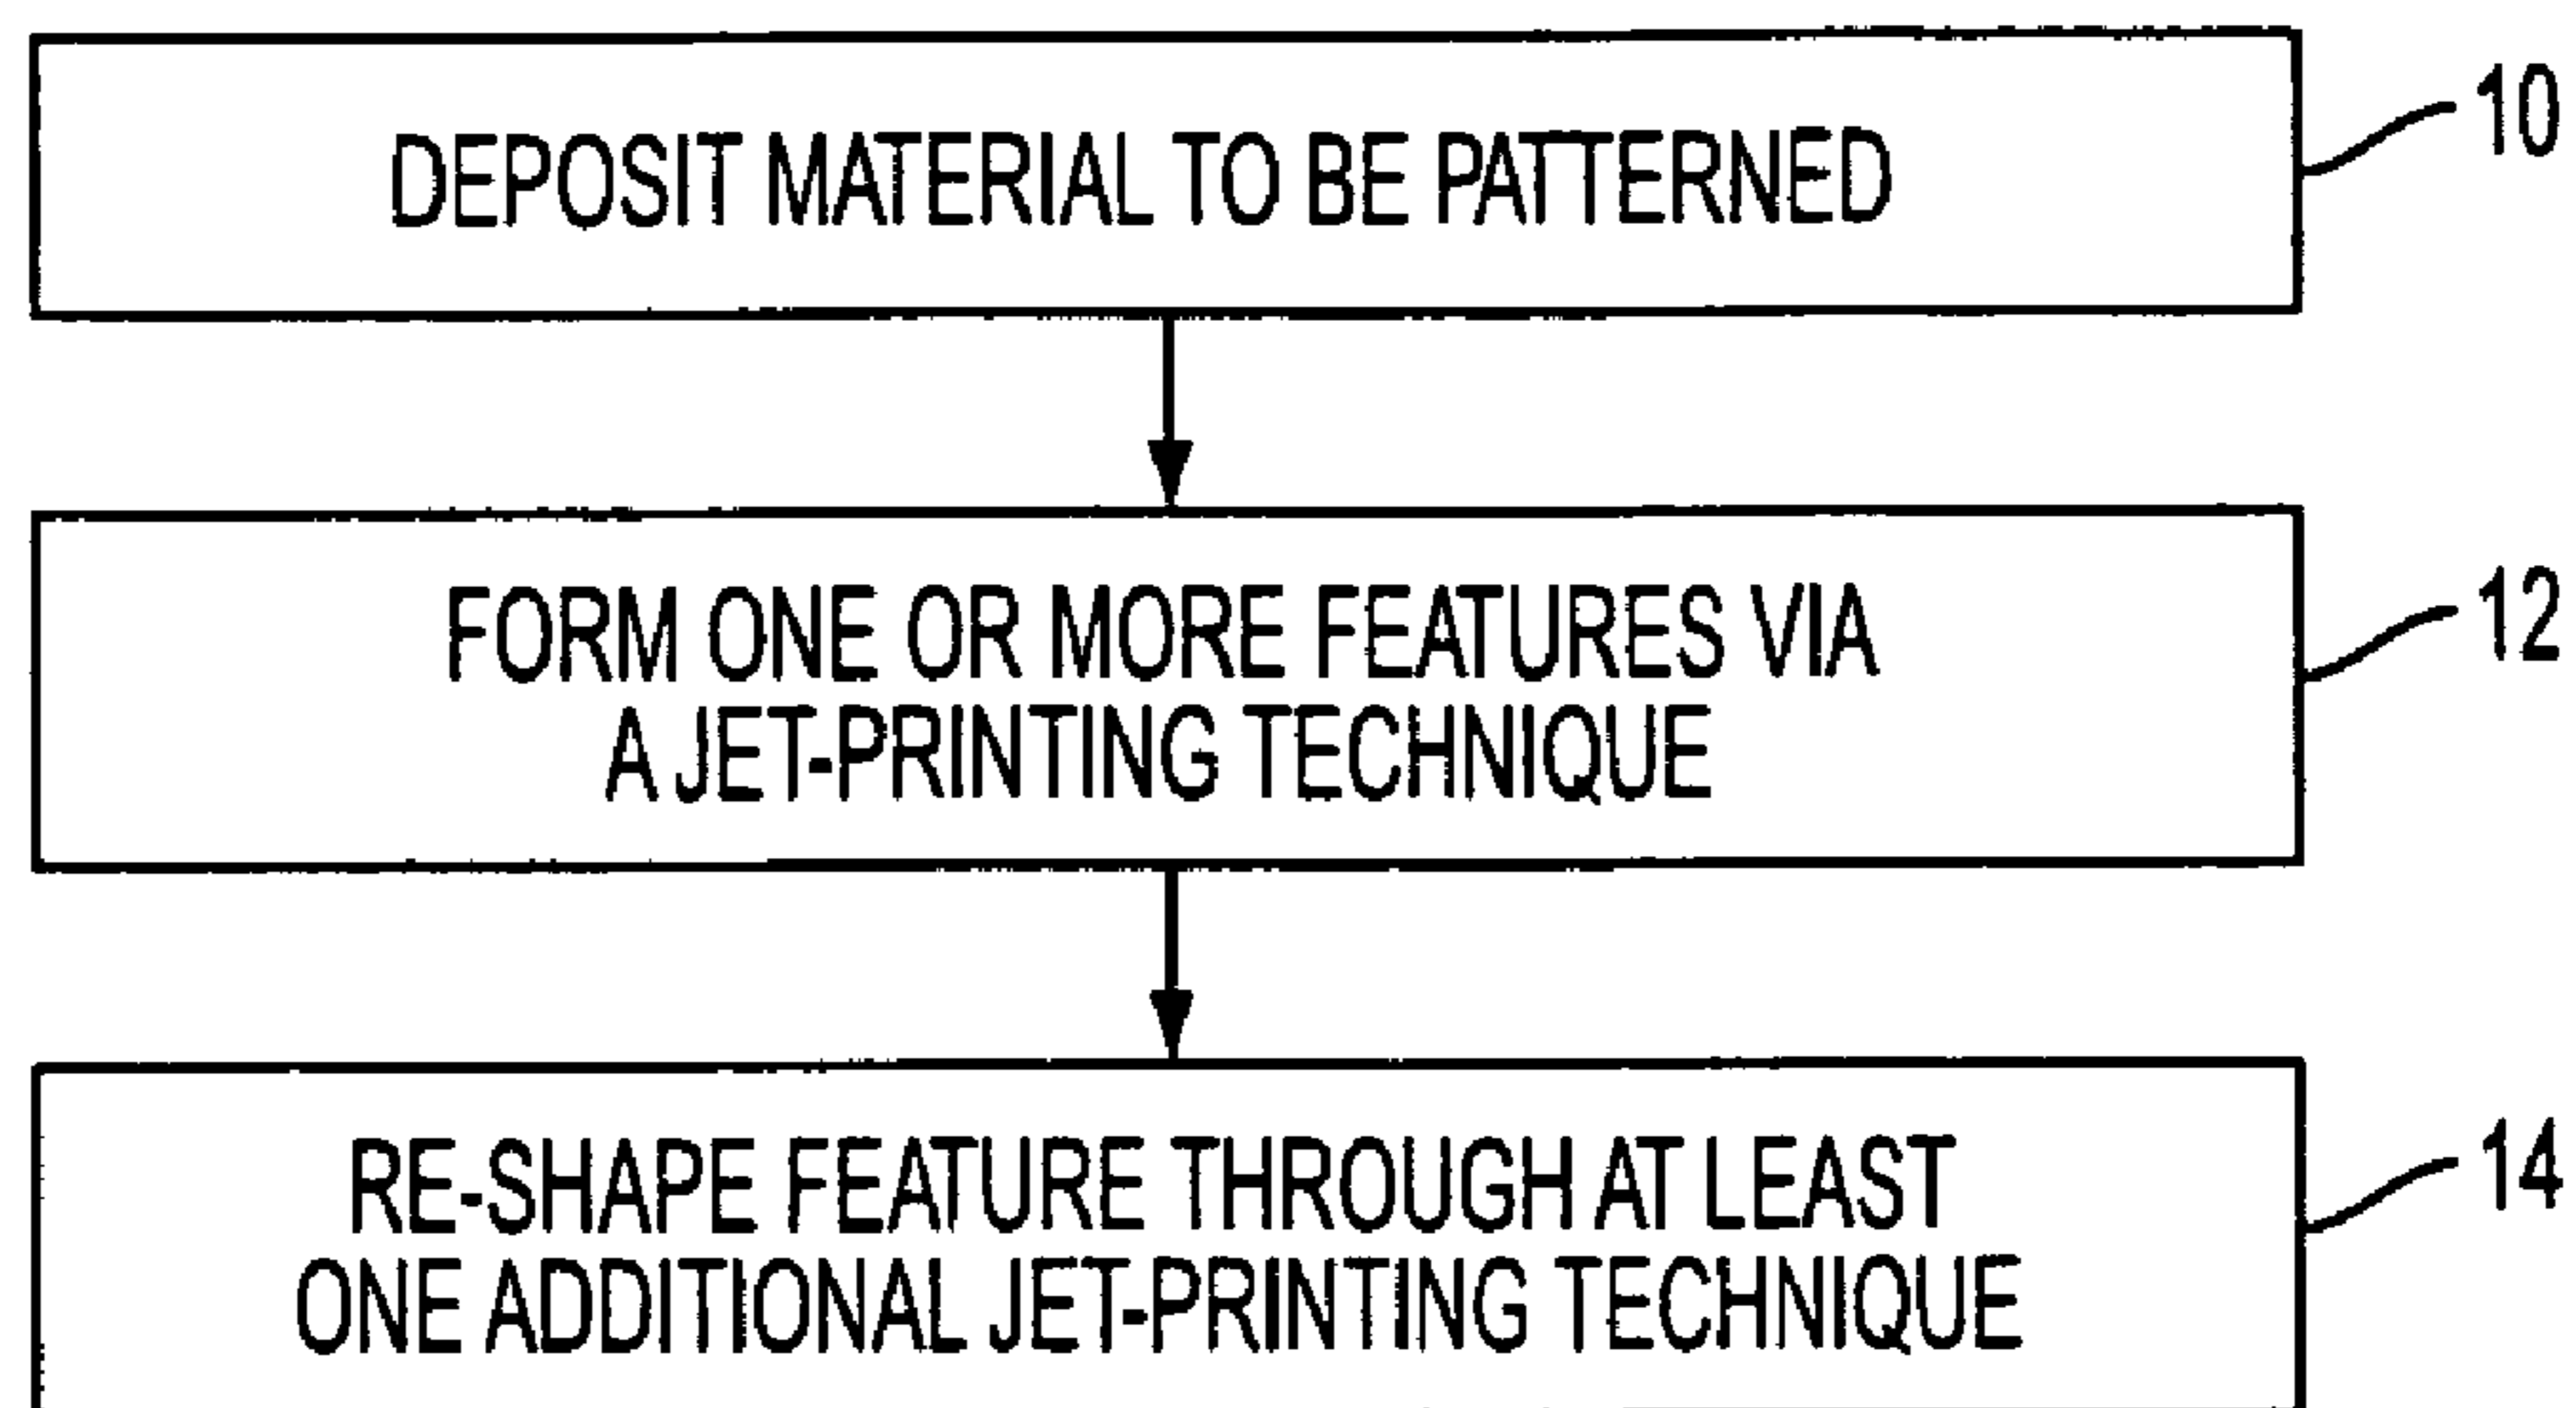 DEPOSIT MATERIAL TO BE PATTERNED
10
FORM ONE OR MORE FEATURES VIA
A JET-PRINTING TECHNIQUE
12
RE-SHAPE FEATURE THROUGH AT LEAST
ONE ADDITIONAL JET-PRINTING TECHNIQUE
14